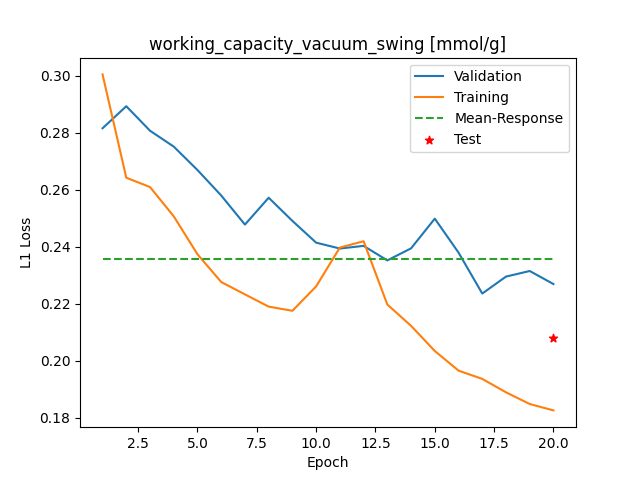 working_capacity_vacuum_swing [mmol/g]
0.30
0.28
0.26
0.24
0.22
0.20
0.18
L1 Loss
Validation
Training
Mean-Response
Test
2.5 5.0 7.5 10.0 12.5 15.0 17.5 20.0
Epoch